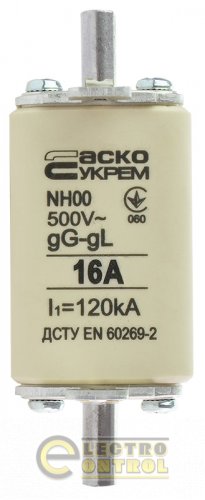 аско
укрем
NH00
500V~
gG-gL
060
16A
I₁=120kA
ДСТУ EN 60269-2
eLECTRO
CONTROL